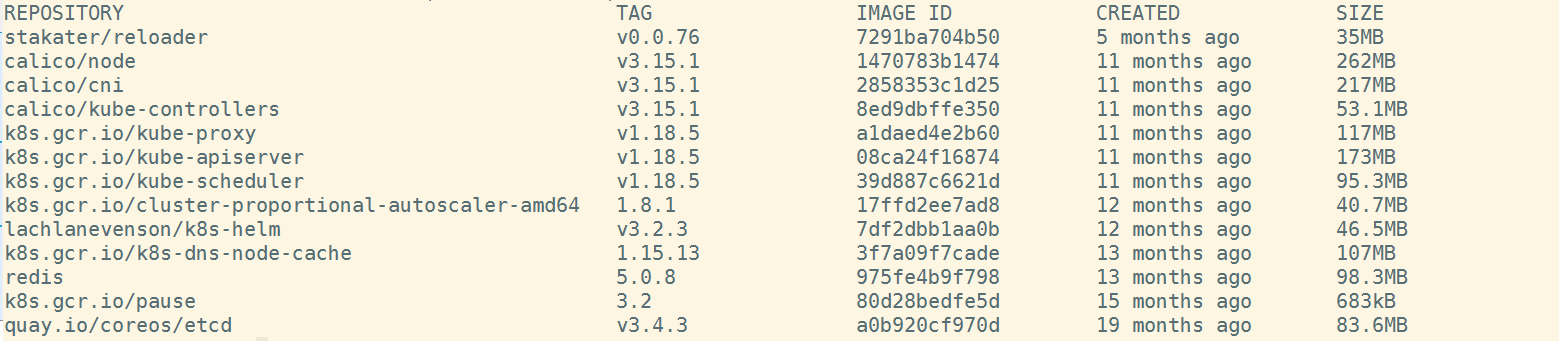 REPOSITORY TAG IMAGE ID CREATED SIZE
stakater/reloader v0.0.76 7291ba704b50 5 months ago 35MB
calico/node v3.15.1 1470783b1474 11 months ago 262MB
calico/cni v3.15.1 2858353c1d25 11 months ago 217MB
calico/kube-controllers v3.15.1 8ed9dbffe350 11 months ago 53.1MB
k8s.gcr.io/kube-proxy v1.18.5 a1daed4e2b60 11 months ago 117MB
k8s.gcr.io/kube-apiserver v1.18.5 08ca24f16874 11 months ago 173MB
k8s.gcr.io/kube-scheduler v1.18.5 39d887c6621d 11 months ago 95.3MB
k8s.gcr.io/cluster-proportional-autoscaler-amd64 1.8.1 17ffd2ee7ad8 12 months ago 40.7MB
lachlanevenson/k8s-helm v3.2.3 7df2dbb1aa0b 12 months ago 46.5MB
k8s.gcr.io/k8s-dns-node-cache 1.15.13 3f7a09f7cade 13 months ago 107MB
redis 5.0.8 975fe4b9f798 13 months ago 98.3MB
k8s.gcr.io/pause 3.2 80d28bedfe5d 15 months ago 683kB
quay.io/coreos/etcd v3.4.3 a0b920cf970d 19 months ago 83.6MB